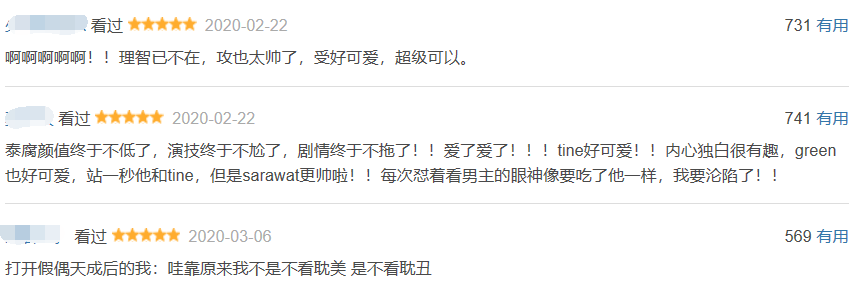 看过 2020-02-22 731 有用
啊啊啊啊啊！！理智已不在，攻也太帅了，受好可爱，超级可以。
看过 2020-02-22 741 有用
泰腐颜值终于不低了，演技终于不尬了，剧情终于不拖了！！爱了爱了！！！tine好可爱！！内心独白很有趣，green
也好可爱，站一秒他和tine，但是sarawat更帅啦！！每次怼着看男主的眼神像要吃了他一样，我要沦陷了！！
看过 2020-03-06 569 有用
打开假偶天成后的我：哇靠原来我不是不看耽美 是不看耽丑